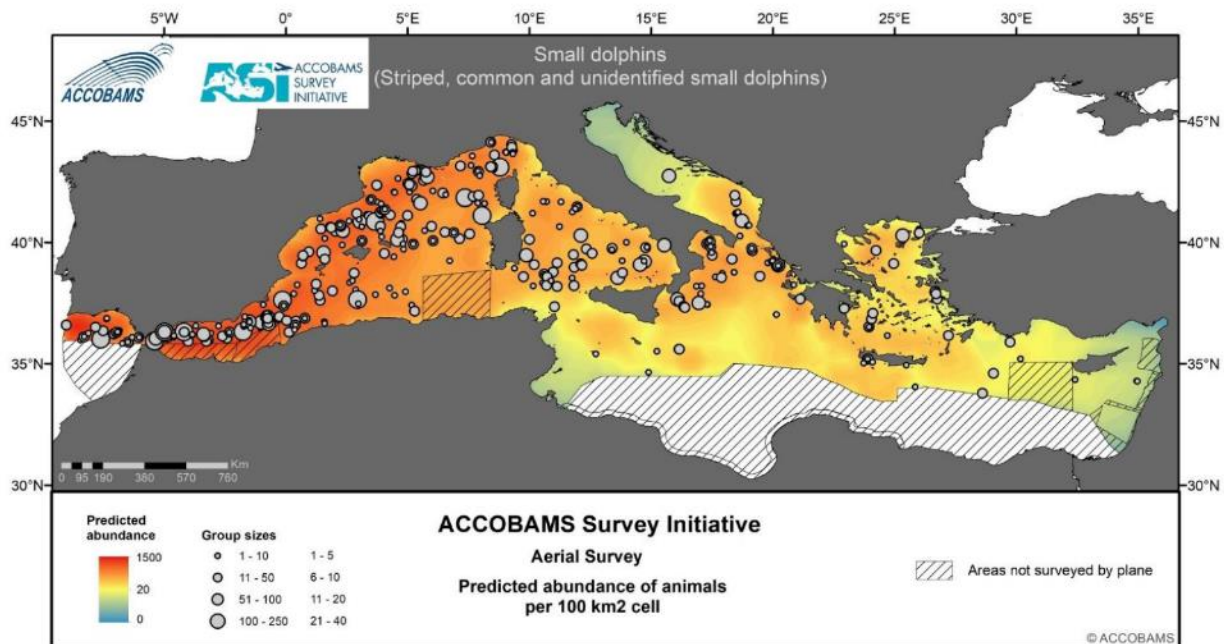 5°W 0° 5°E 10°E 15°E 20°E 25°E 30°E 35°E
ACCOBAMS
ASI ACCOBAMS
SURVEY
INITIATIVE
Small dolphins
(Striped, common and unidentified small dolphins)
45°N 45°N
40°N 40°N
35°N 35°N
Km
0 95 190 380 570 760
30°N 30°N
Predicted
abundance
1500
20
0
Group sizes
1 - 10 1 - 5
11 - 50 6 - 10
51 - 100 11 - 20
100 - 250 21 - 40
ACCOBAMS Survey Initiative
Aerial Survey
Predicted abundance of animals
per 100 km2 cell
Areas not surveyed by plane
© ACCOBAMS